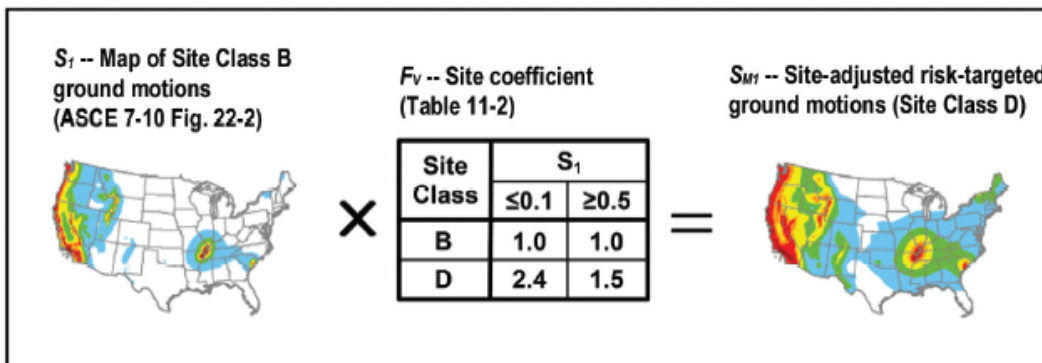 S1 -- Map of Site Class B
ground motions
(ASCE 7-10 Fig. 22-2)
FV -- Site coefficient
(Table 11-2)
SM1 -- Site-adjusted risk-targeted
ground motions (Site Class D)
Site Class
S1
≤0.1 ≥0.5
B 1.0 1.0
D 2.4 1.5
×
=